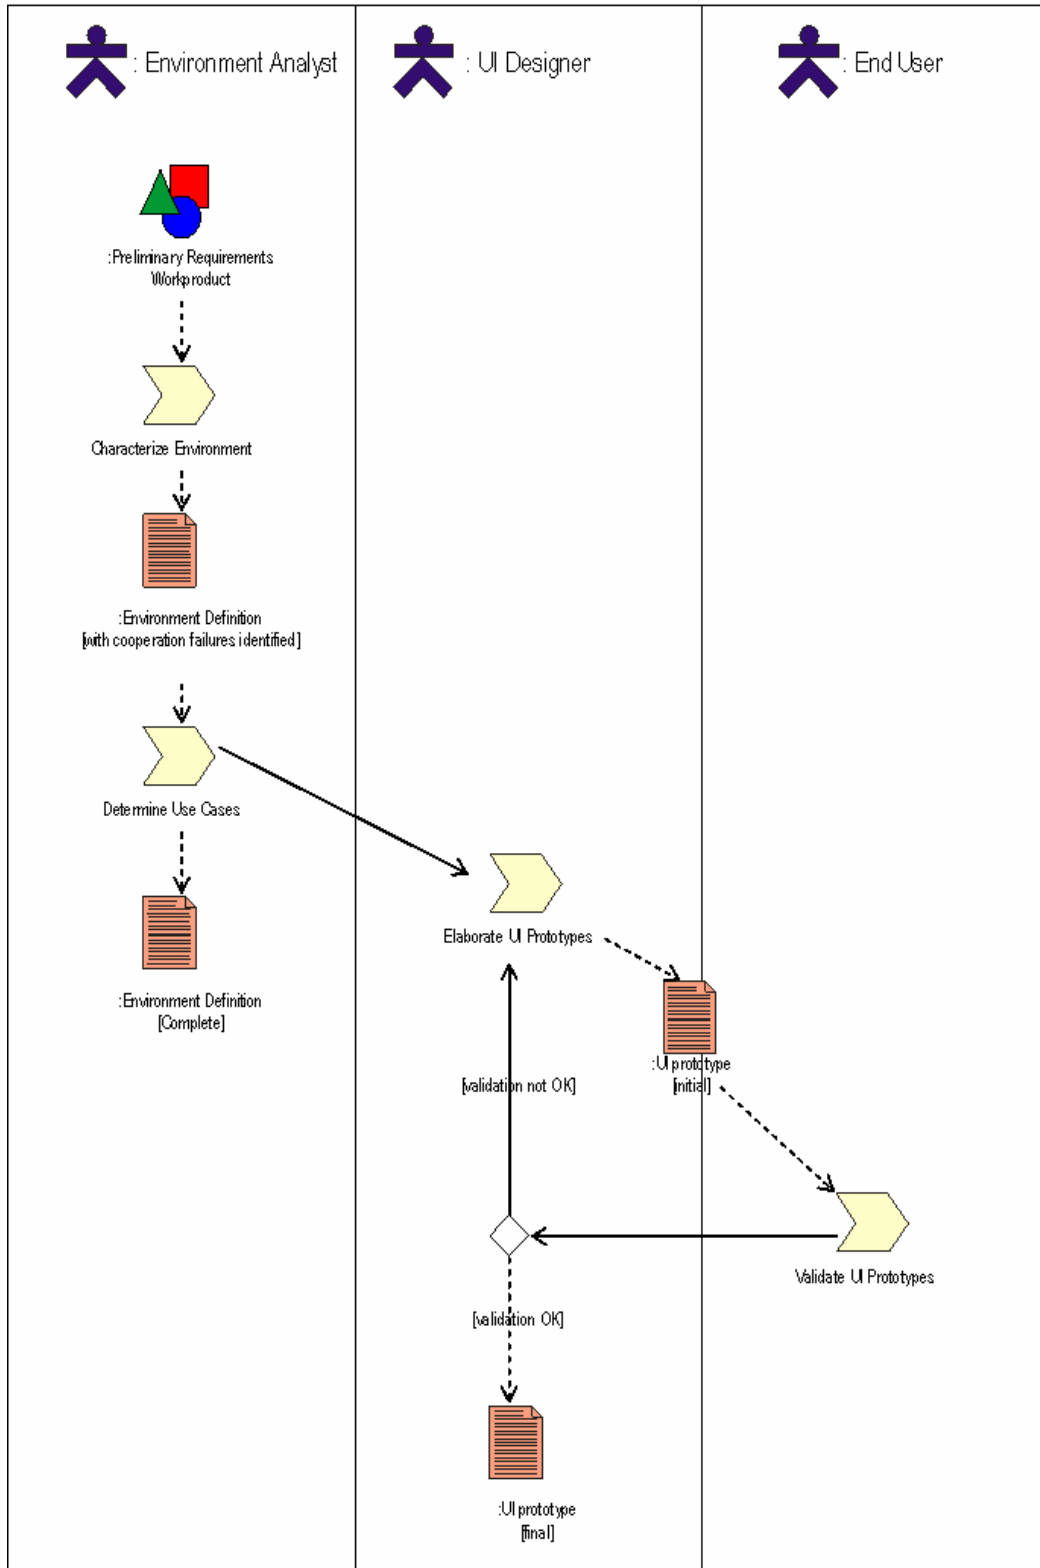 : Environment Analyst
: UI Designer
: End User
:Preliminary Requirements
Workproduct
Characterize Environment
:Environment Definition
[with cooperation failures identified]
Determine Use Cases
Elaborate UI Prototypes
:Environment Definition
[Complete]
:UI prototype
[initial]
[validation not OK]
Validate UI Prototypes
[validation OK]
:UI prototype
[final]